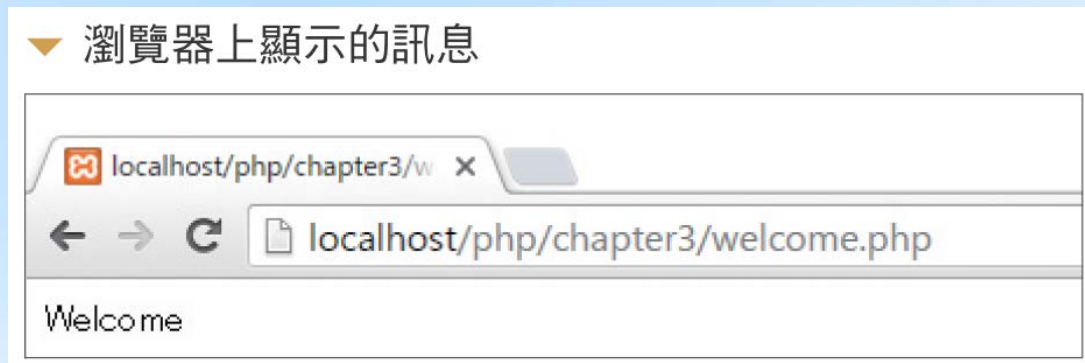 瀏覽器上顯示的訊息
localhost/php/chapter3/w
localhost/php/chapter3/welcome.php
Welcome